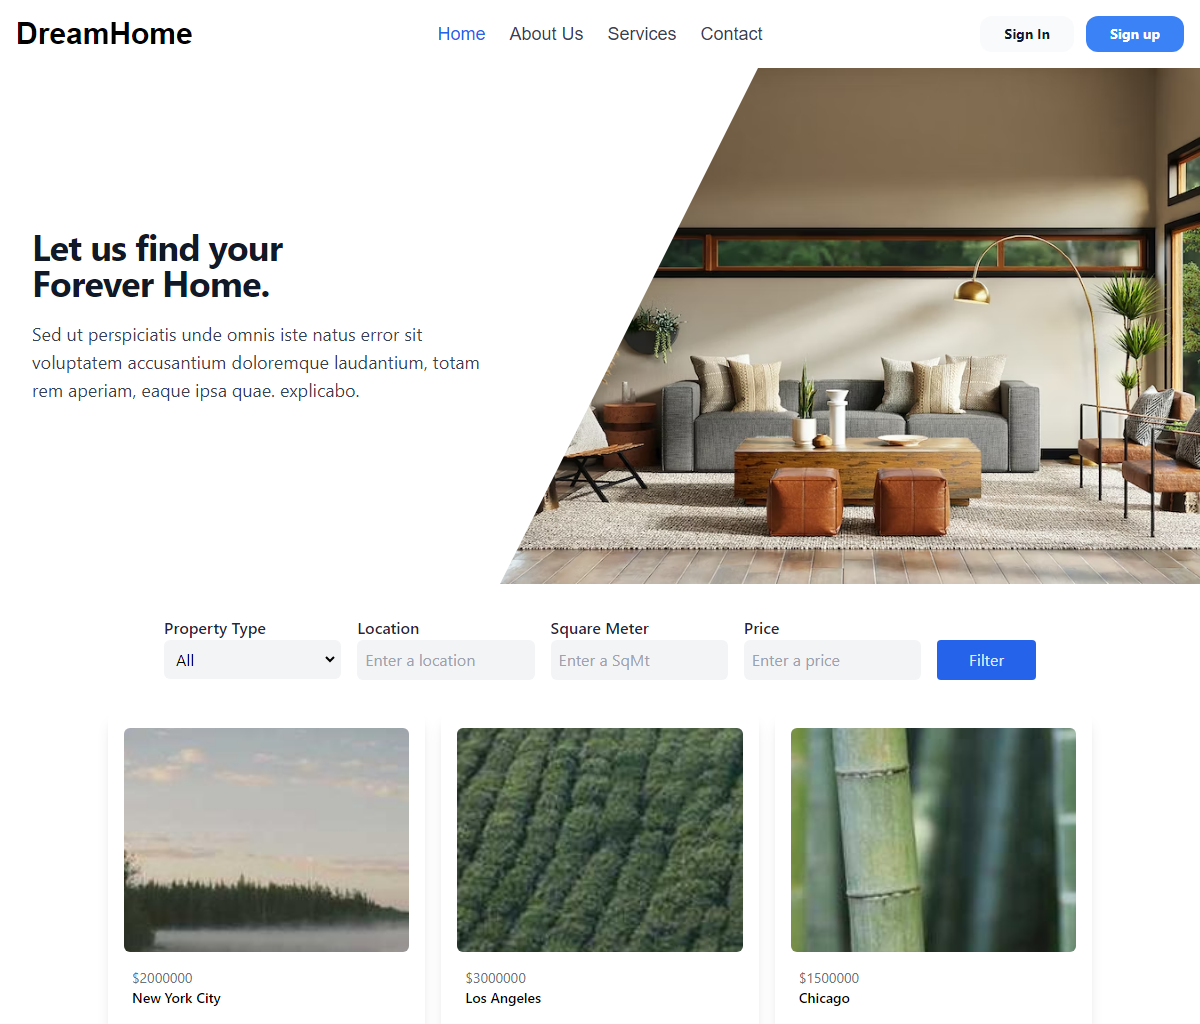 DreamHome
Home About Us Services Contact
Sign In Sign up
Let us find your
Forever Home.
Sed ut perspiciatis unde omnis iste natus error sit
voluptatem accusantium doloremque laudantium, totam
rem aperiam, eaque ipsa quae. explicabo.
Property Type Location Square Meter Price
All Enter a location Enter a SqMt Enter a price Filter
$2000000 $3000000 $1500000
New York City Los Angeles Chicago